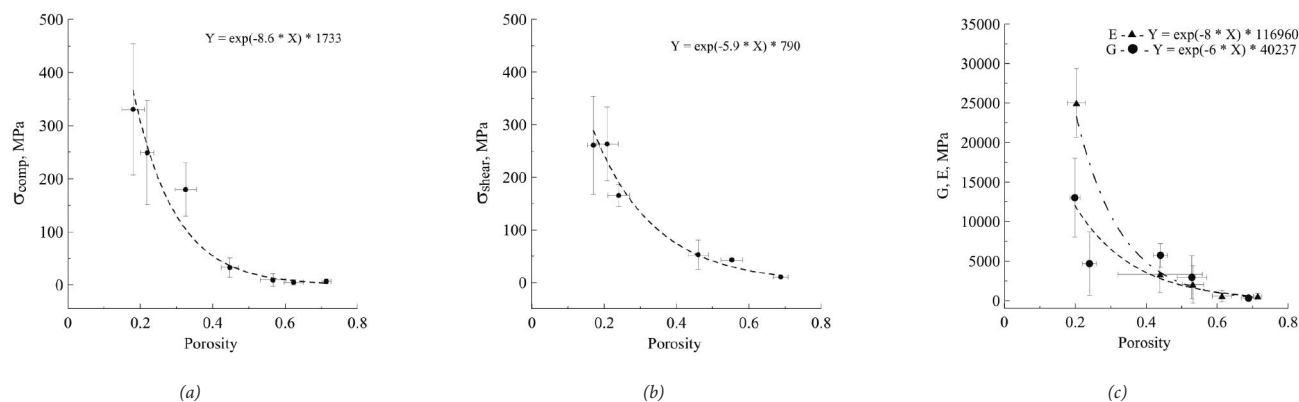 500
400
300
200
100
0
σcomp, MPa
Y = exp(-8.6 * X) * 1733
0 0.2 0.4 0.6 0.8
Porosity
(a)
500
400
300
200
100
0
σshear, MPa
Y = exp(-5.9 * X) * 790
0 0.2 0.4 0.6 0.8
Porosity
(b)
E - ▲ - Y = exp(-8 * X) * 116960
G - ● - Y = exp(-6 * X) * 40237
35000
30000
25000
20000
15000
10000
5000
0
G, E, MPa
0 0.2 0.4 0.6 0.8
Porosity
(c)